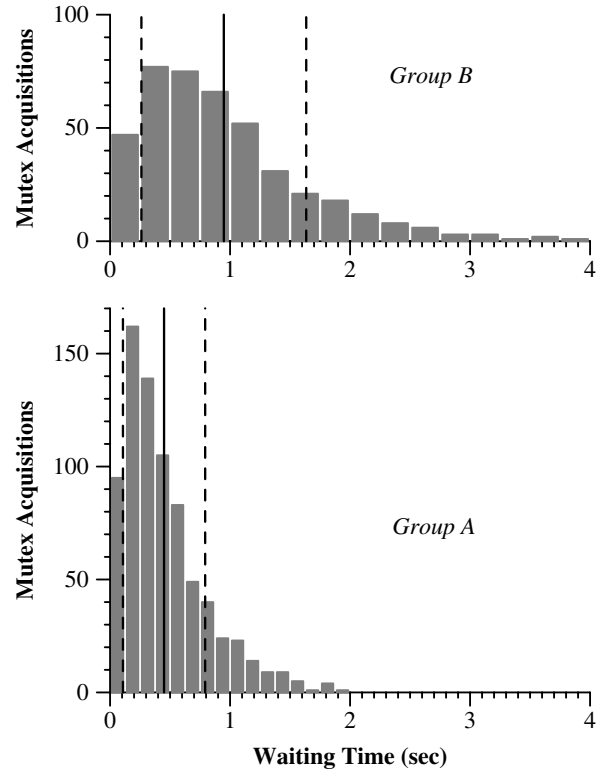 100
Group B
Mutex Acquisitions
50
0
0 1 2 3 4
150
Mutex Acquisitions
100
Group A
50
0
0 1 2 3 4
Waiting Time (sec)